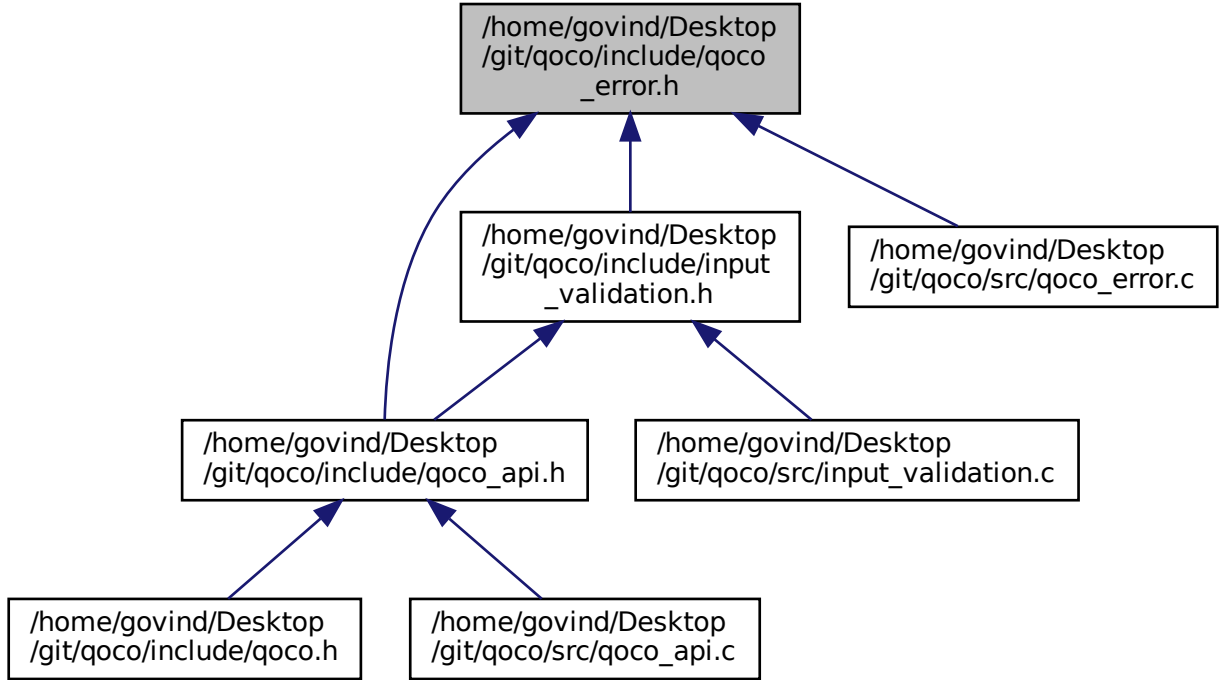 /home/govind/Desktop
/git/qoco/include/qoco
_error.h
/home/govind/Desktop
/git/qoco/include/input
_validation.h
/home/govind/Desktop
/git/qoco/src/qoco_error.c
/home/govind/Desktop
/git/qoco/include/qoco_api.h
/home/govind/Desktop
/git/qoco/src/input_validation.c
/home/govind/Desktop
/git/qoco/include/qoco.h
/home/govind/Desktop
/git/qoco/src/qoco_api.c